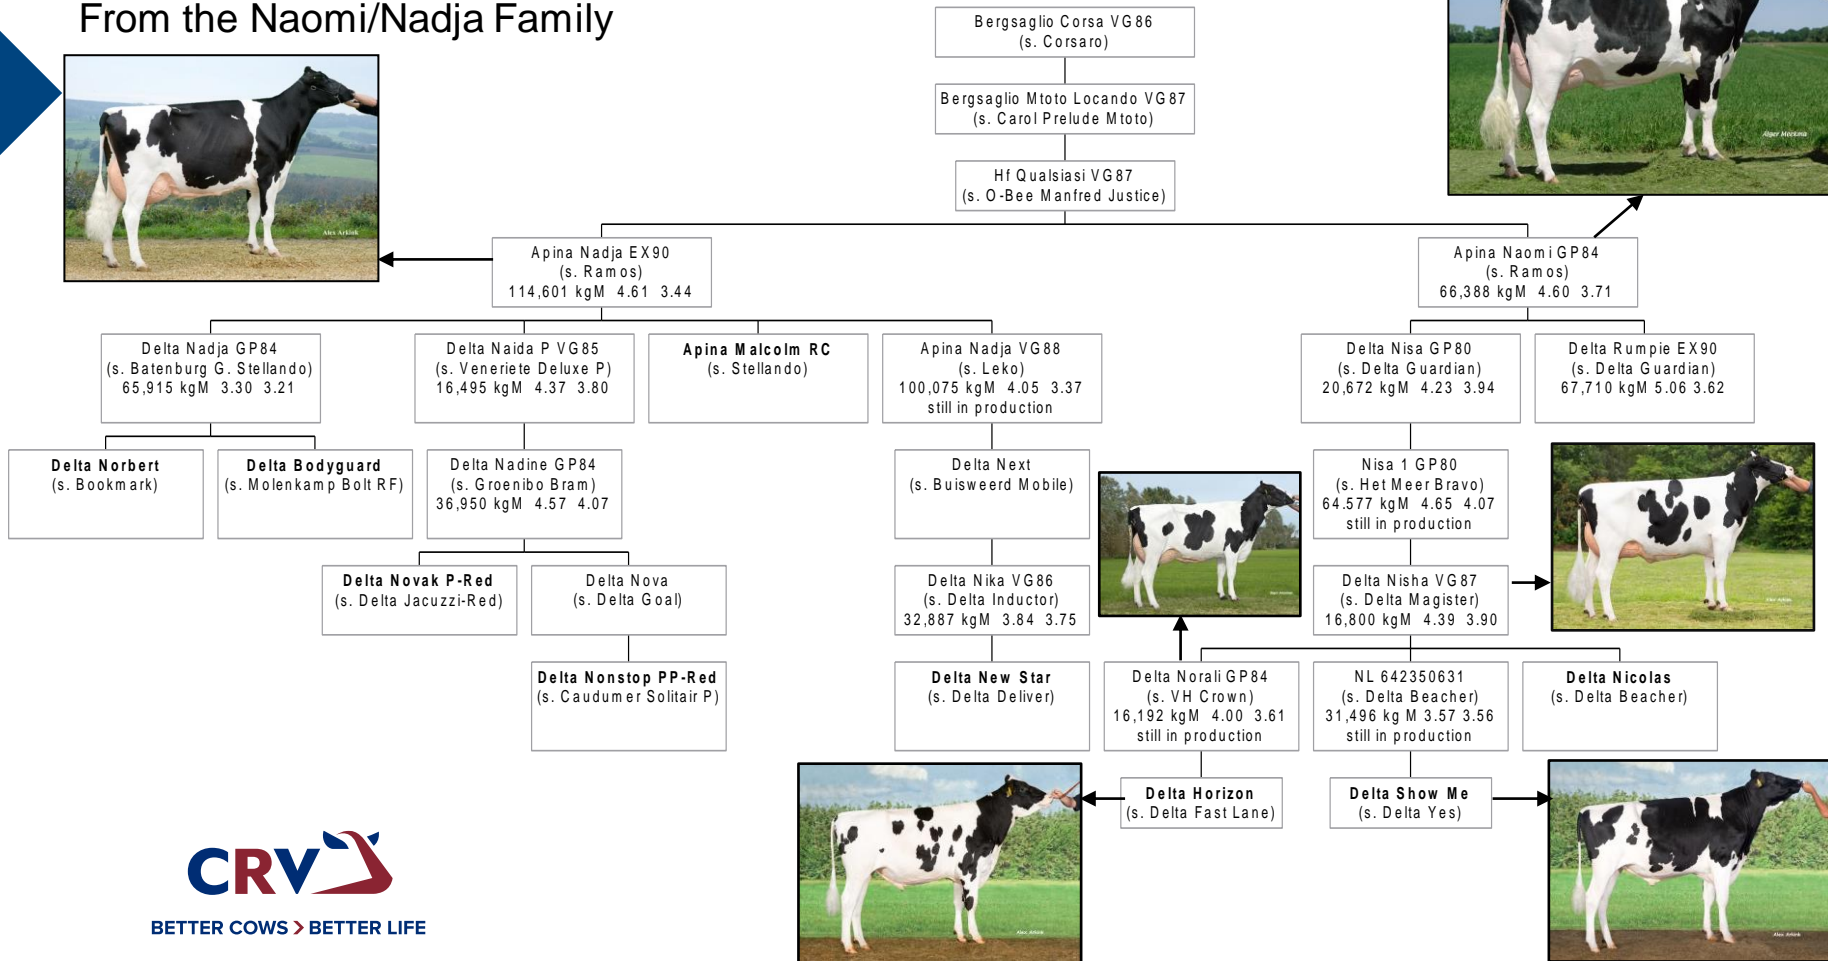 From the Naomi/Nadja Family
Bergsaglio Corsa VG86
(s. Corsaro)
Bergsaglio Mtoto Locando VG87
(s. Carol Prelude Mtoto)
Hf Qualsiasi VG87
(s. O-Bee Manfred Justice)
Alger Meekma
Alex Arkink
Apina Nadja EX90
(s. Ramos)
114,601 kgM 4.61 3.44
Apina Naomi GP84
(s. Ramos)
66,388 kgM 4.60 3.71
Delta Nadja GP84
(s. Batenburg G. Stellando)
65,915 kgM 3.30 3.21
Delta Naida P VG85
(s. Veneriete Deluxe P)
16,495 kgM 4.37 3.80
Apina Malcolm RC
(s. Stellando)
Apina Nadja VG88
(s. Leko)
100,075 kgM 4.05 3.37
still in production
Delta Nisa GP80
(s. Delta Guardian)
20,672 kgM 4.23 3.94
Delta Rumpie EX90
(s. Delta Guardian)
67,710 kgM 5.06 3.62
Delta Norbert
(s. Bookmark)
Delta Bodyguard
(s. Molenkamp Bolt RF)
Delta Nadine GP84
(s. Groenibo Bram)
36,950 kgM 4.57 4.07
Delta Next
(s. Buisweerd Mobile)
Nisa 1 GP80
(s. Het Meer Bravo)
64.577 kgM 4.65 4.07
still in production
Delta Novak P-Red
(s. Delta Jacuzzi-Red)
Delta Nova
(s. Delta Goal)
Delta Nika VG86
(s. Delta Inductor)
32,887 kgM 3.84 3.75
Delta Nisha VG87
(s. Delta Magister)
16,800 kgM 4.39 3.90
Alex Arkink
Delta Nonstop PP-Red
(s. Caudumer Solitair P)
Delta New Star
(s. Delta Deliver)
Delta Norali GP84
(s. VH Crown)
16,192 kgM 4.00 3.61
still in production
NL 642350631
(s. Delta Beacher)
31,496 kg M 3.57 3.56
still in production
Delta Nicolas
(s. Delta Beacher)
Delta Horizon
(s. Delta Fast Lane)
Delta Show Me
(s. Delta Yes)
Alex Arkink
Alex Arkink
CRV
BETTER COWS > BETTER LIFE